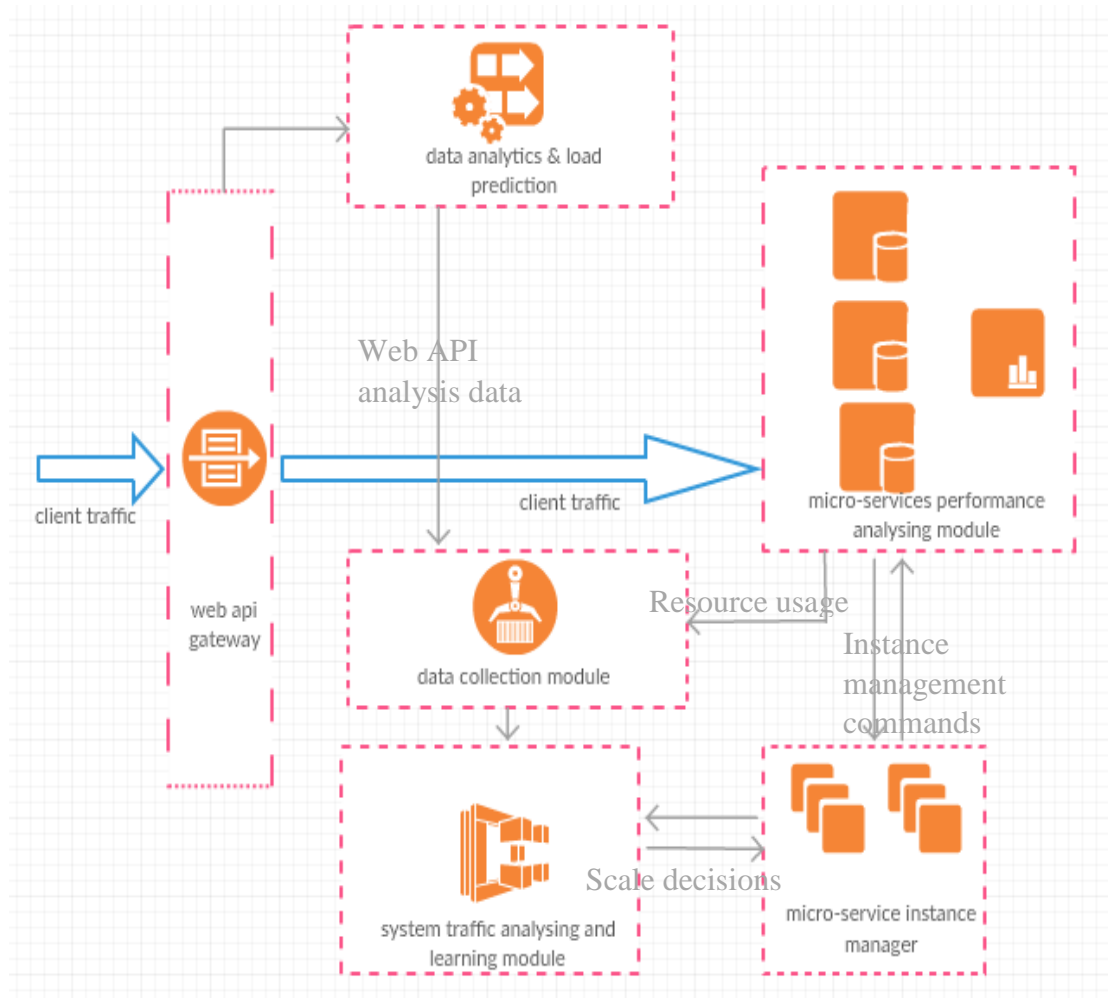 data analytics & load
prediction
Web API
analysis data
client traffic
client traffic
micro-services performance
analysing module
web api
gateway
Resource usage
data collection module
Instance
management
commands
Scale decisions
system traffic analysing and
learning module
micro-service instance
manager